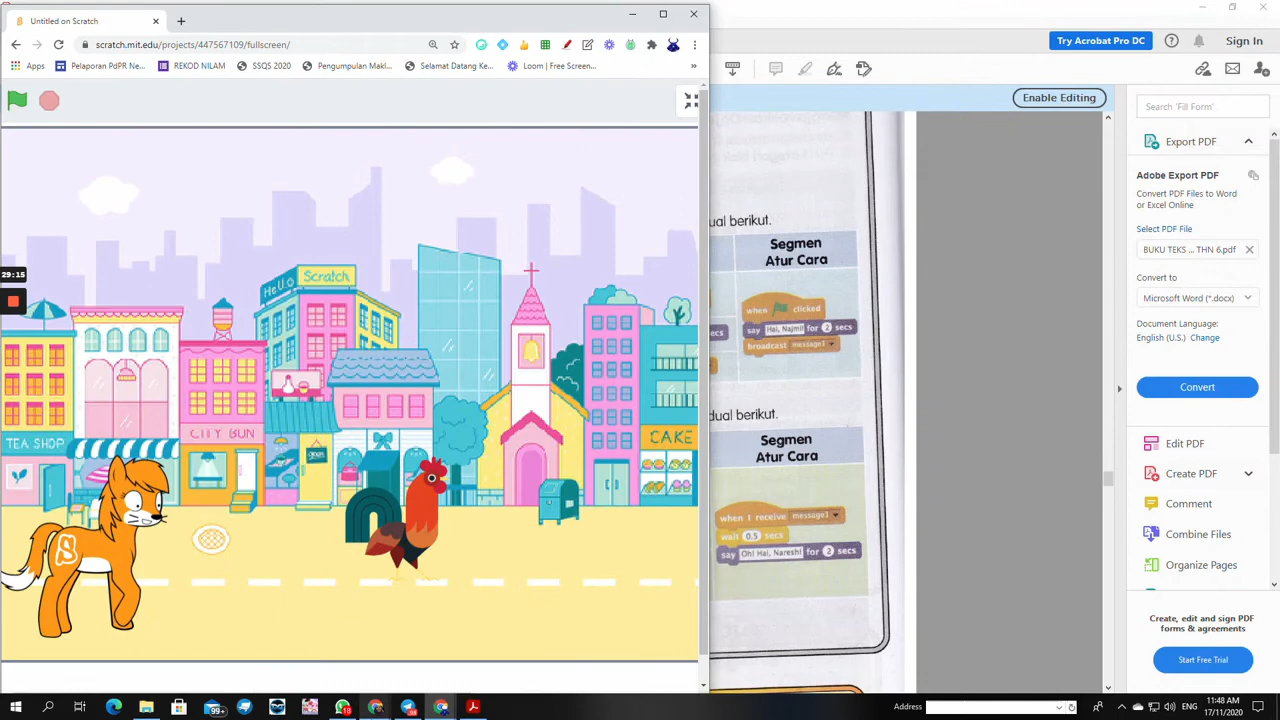 Untitled on Scratch
scratch.mit.edu/projects/447567109/fullscreen/
Apps
Pelaporan PdPR Ne...
REKOD NILAM
SSQS 2020
Pengumpulan Makl...
Selamat Datang Ke...
Loom | Free Screen...
»
Try Acrobat Pro DC
Sign In
Enable Editing
Search 'Fill Form'
Export PDF
Adobe Export PDF
Convert PDF Files to Word
or Excel Online
Select PDF File
BUKU TEKS ... THN 6.pdf
Convert to
Microsoft Word (*.docx)
Document Language:
English (U.S.) Change
Convert
Edit PDF
Create PDF
Comment
Combine Files
Organize Pages
Create, edit and sign PDF
forms & agreements
Start Free Trial
dual berikut.
Segmen
Atur Cara
ecs
when clicked
say Hai, Najmi! for 2 secs
broadcast message1
dual berikut.
Segmen
Atur Cara
when I receive message1
wait 0.5 secs
say Oh! Hai, Naresh! for 2 secs
29:15
Hello
Scratch
TEA SHOP
CITY BUN
OPEN
CAKE
S
99+
18
Address
ENG
11:48 AM
17/11/2020